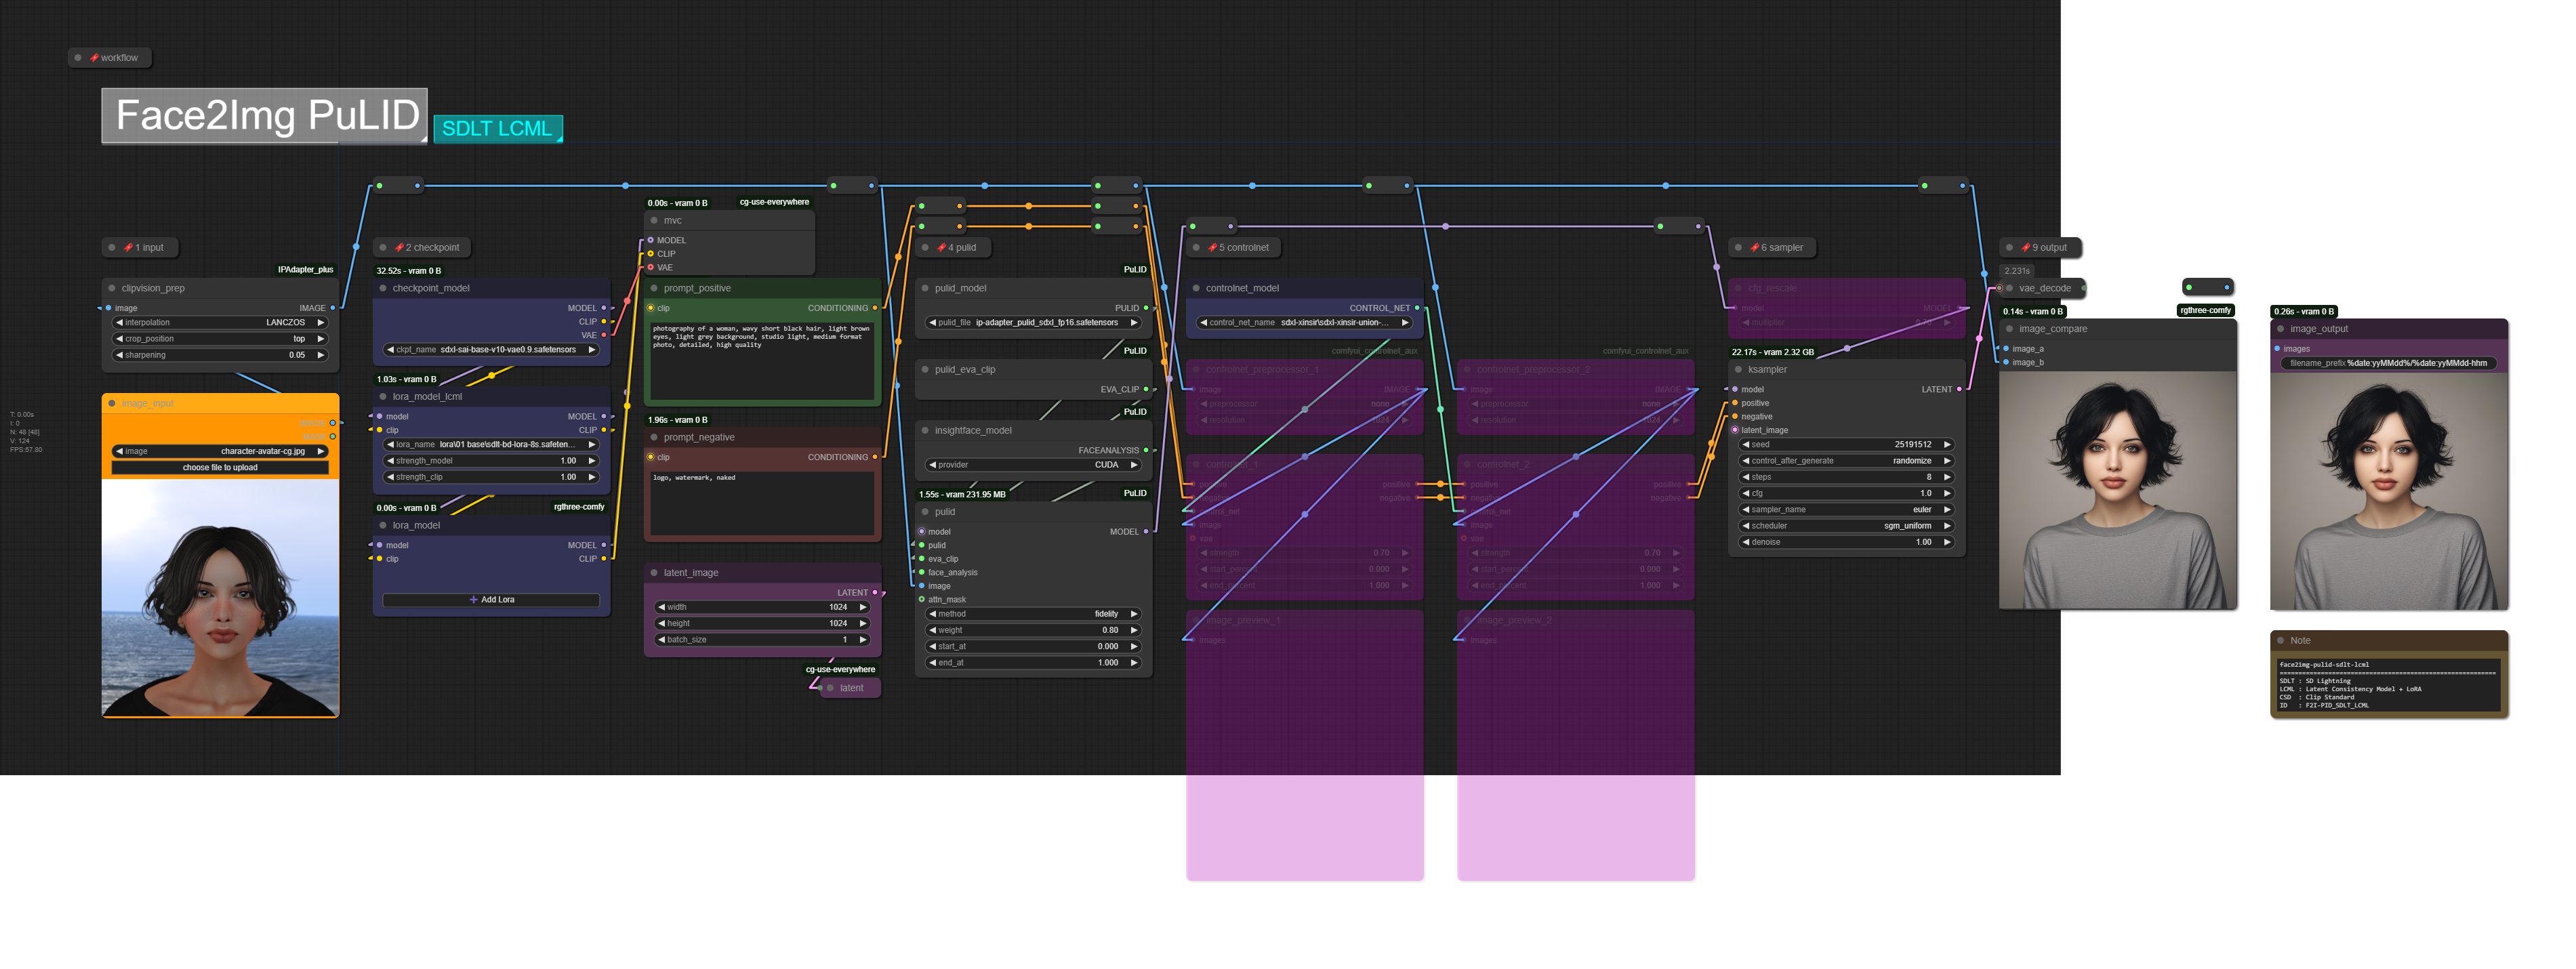 workflow
Face2Img PuLID
SDLT LCML
1 input
IPAdapter_plus
clipvision_prep
image
IMAGE
interpolation LANCZOS
crop_position top
sharpening 0.05
image_input
image character-avatar-cg.jpg
choose file to upload
T: 0.00s
I: 0
N: 48 [48]
V: 124
FPS:57.80
2 checkpoint
32.52s - vram 0 B
checkpoint_model
MODEL
CLIP
VAE
ckpt_name sdxl-sai-base-v10-vae0.9.safetensors
1.03s - vram 0 B
lora_model_lcml
model MODEL
clip CLIP
lora_name lora\01 base\sdlt-bd-lora-8s.safeten...
strength_model 1.00
strength_clip 1.00
0.00s - vram 0 B rgthree-comfy
lora_model
model MODEL
clip CLIP
+ Add Lora
0.00s - vram 0 B cg-use-everywhere
mvc
MODEL
CLIP
VAE
prompt_positive
clip CONDITIONING
photography of a woman, wavy short black hair, light brown
eyes, light grey background, studio light, medium format
photo, detailed, high quality
1.96s - vram 0 B
prompt_negative
clip CONDITIONING
logo, watermark, naked
latent_image
LATENT
width 1024
height 1024
batch_size 1
cg-use-everywhere
latent
4 pulid
PuLID
pulid_model
PULID
pulid_file ip-adapter_pulid_sdxl_fp16.safetensors
PuLID
pulid_eva_clip
EVA_CLIP
PuLID
insightface_model
FACEANALYSIS
provider CUDA
1.55s - vram 231.95 MB PuLID
pulid
model MODEL
pulid
eva_clip
face_analysis
image
attn_mask
method fidelity
weight 0.80
start_at 0.000
end_at 1.000
5 controlnet
controlnet_model
CONTROL_NET
control_net_name sdxl-xinsir\sdxl-xinsir-union-...
comfyui_controlnet_aux
controlnet_preprocessor_1
image IMAGE
preprocessor none
resolution 1024
controlnet_1
positive positive
negative negative
image
vae
strength 0.70
start_percent 0.000
end_percent 1.000
image_preview_1
images
comfyui_controlnet_aux
controlnet_preprocessor_2
image IMAGE
preprocessor none
resolution 1024
controlnet_2
positive positive
negative negative
control_net
image
vae
strength 0.70
start_percent 0.000
end_percent 1.000
image_preview_2
images
6 sampler
cfg_rescale
model MODEL
multiplier 0.70
22.17s - vram 2.32 GB
ksampler
model LATENT
positive
negative
latent_image
seed 25191512
control_after_generate randomize
steps 8
cfg 1.0
sampler_name euler
scheduler sgm_uniform
denoise 1.00
9 output
2.231s
vae_decode
0.14s - vram 0 B rgthree-comfy
image_compare
image_a
image_b
0.26s - vram 0 B
image_output
images
filename_prefix %date:yyMMdd%/%date:yyMMdd-hhm
Note
face2img-pulid-sdlt-lcml
SDLT : SD Lightning
LCML : Latent Consistency Model + LoRA
CSD : Clip Standard
ID : F2I-PID_SDLT_LCML